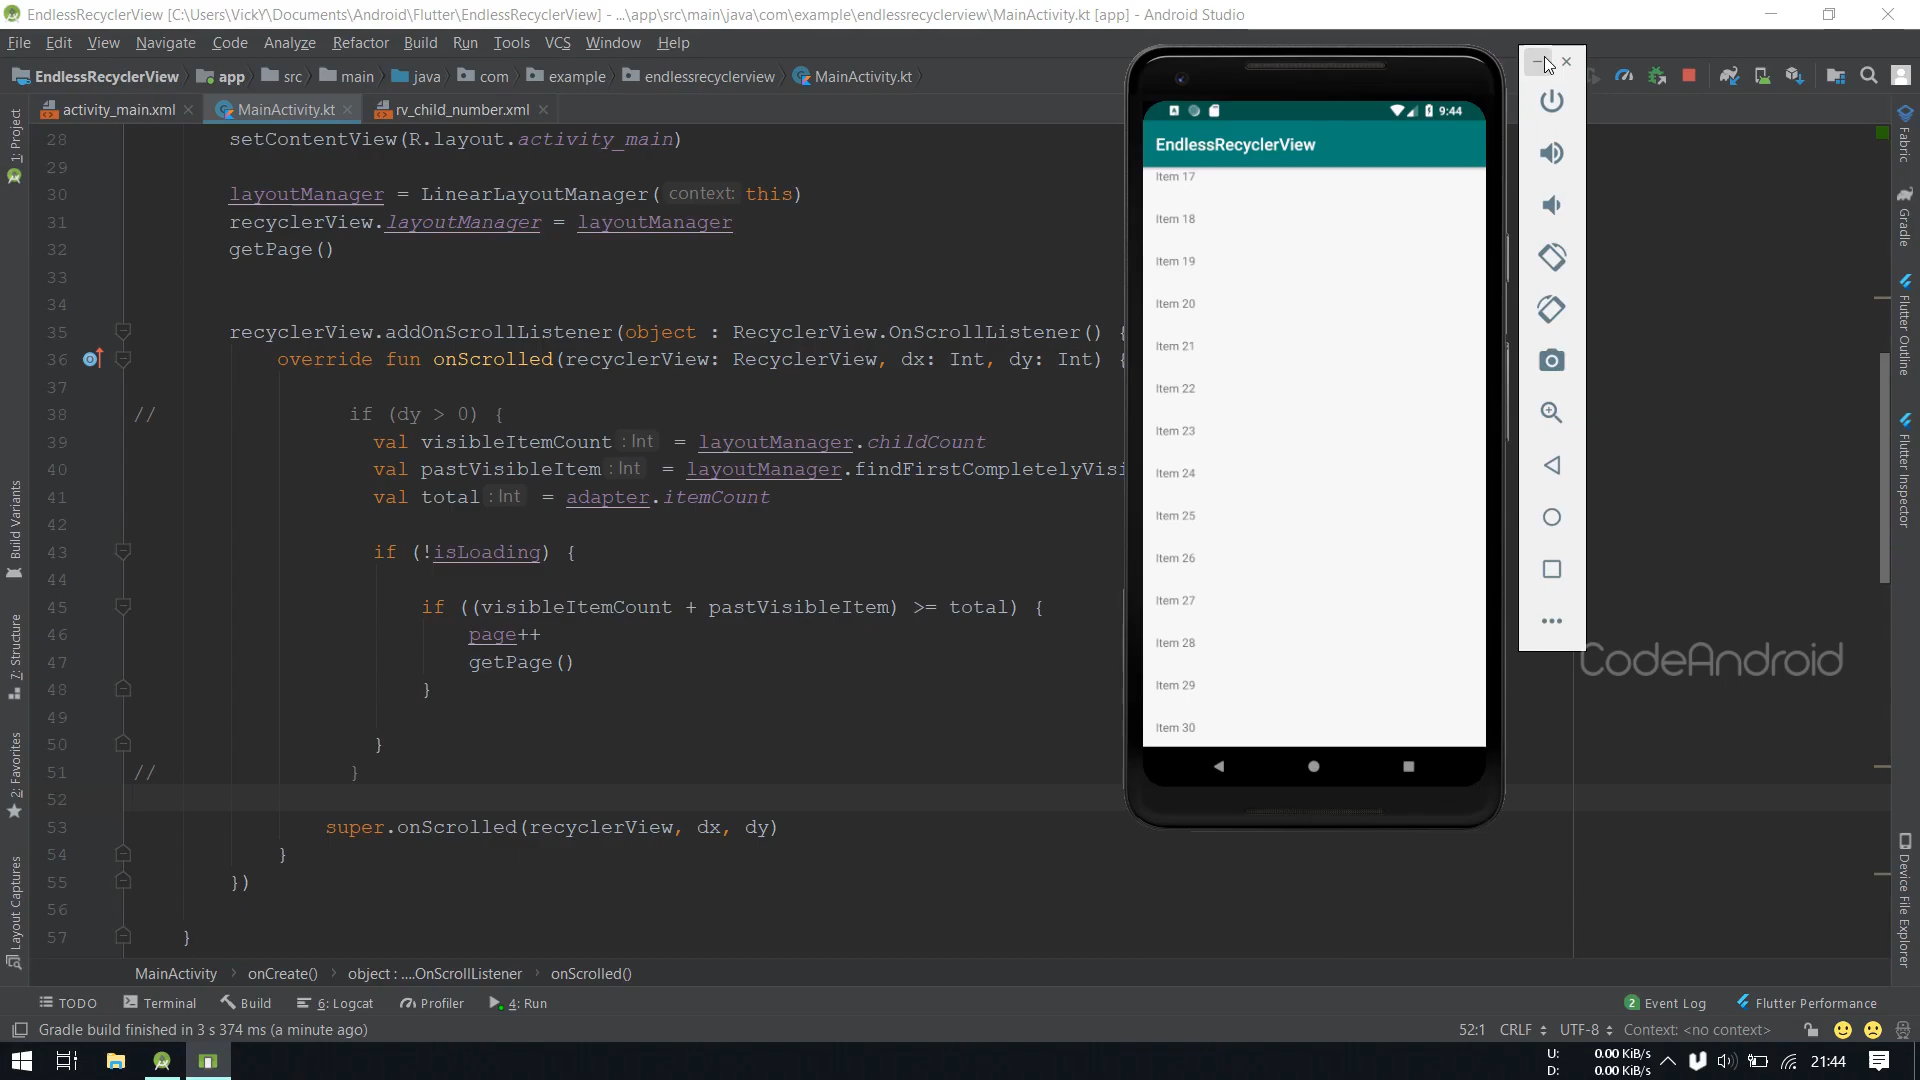 EndlessRecyclerView [C:\Users\VickY\Documents\Android\Flutter\EndlessRecyclerView] - ...\app\src\main\java\com\example\endlessrecyclerview\MainActivity.kt [app] - Android Studio
File Edit View Navigate Code Analyze Refactor Build Run Tools VCS Window Help
EndlessRecyclerView app src main java com example endlessrecyclerview MainActivity.kt
activity_main.xml MainActivity.kt rv_child_number.xml
28 setContentView(R.layout.activity_main)
29
30 layoutManager = LinearLayoutManager( context: this)
31 recyclerView.layoutManager = layoutManager
32 getPage()
33
34
35 recyclerView.addOnScrollListener(object : RecyclerView.OnScrollListener() {
36 override fun onScrolled(recyclerView: RecyclerView, dx: Int, dy: Int) {
37
38 // if (dy > 0) {
39 val visibleItemCount : Int = layoutManager.childCount
40 val pastVisibleItem : Int = layoutManager.findFirstCompletelyVisi
41 val total : Int = adapter.itemCount
42
43 if (!isLoading) {
44
45 if ((visibleItemCount + pastVisibleItem) >= total) {
46 page++
47 getPage()
48 }
49
50 }
51 // }
52
53 super.onScrolled(recyclerView, dx, dy)
54 }
55 })
56
57 }
MainActivity onCreate() object : ....OnScrollListener onScrolled()
TODO Terminal Build 6: Logcat Profiler 4: Run 2 Event Log Flutter Performance
Gradle build finished in 3 s 374 ms (a minute ago) 52:1 CRLF UTF-8 Context: <no context>
U: 0.00 KiB/s
D: 0.00 KiB/s
21:44
1: Project
Build Variants
7: Structure
2: Favorites
Layout Captures
9:44
EndlessRecyclerView
Item 17
Item 18
Item 19
Item 20
Item 21
Item 22
Item 23
Item 24
Item 25
Item 26
Item 27
Item 28
Item 29
Item 30
CodeAndroid
Fabric
Gradle
Flutter Outline
Flutter Inspector
Device File Explorer